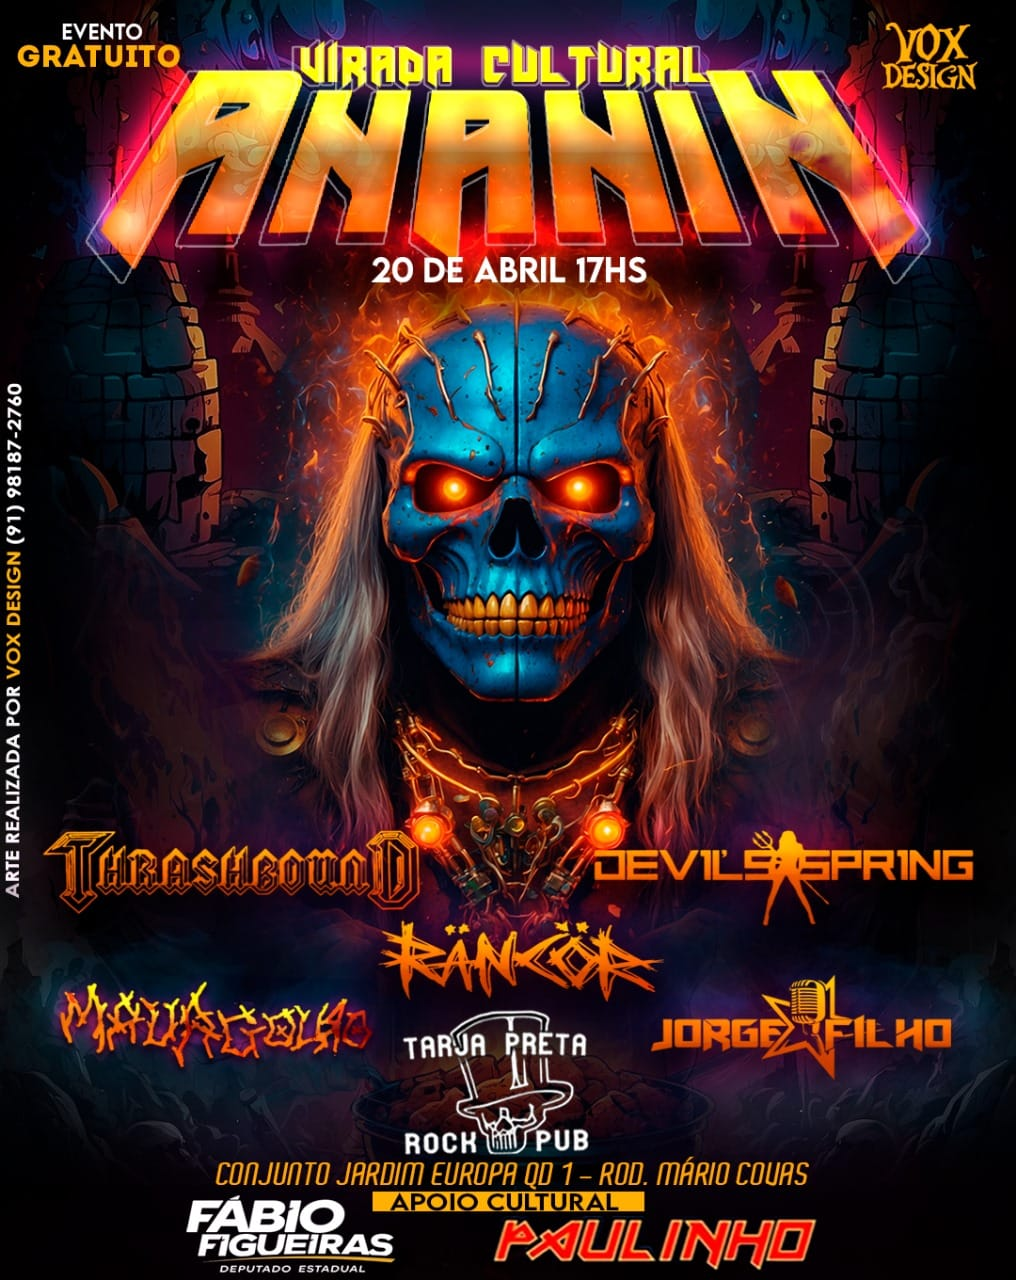 EVENTO
GRATUITO
VOX
DESIGN
VIRADA CULTURAL
ANANIN
20 DE ABRIL 17HS
ARTE REALIZADA POR VOX DESIGN (91) 98187-2760
THRASHBOUND
DEVIL'S SPRING
RÄNCÖR
MAUAGOLHO
JORGE FILHO
TARJA PRETA
ROCK PUB
CONJUNTO JARDIM EUROPA QD 1 – ROD. MÁRIO COVAS
APOIO CULTURAL
FÁBIO
FIGUEIRAS
DEPUTADO ESTADUAL
PAULINHO